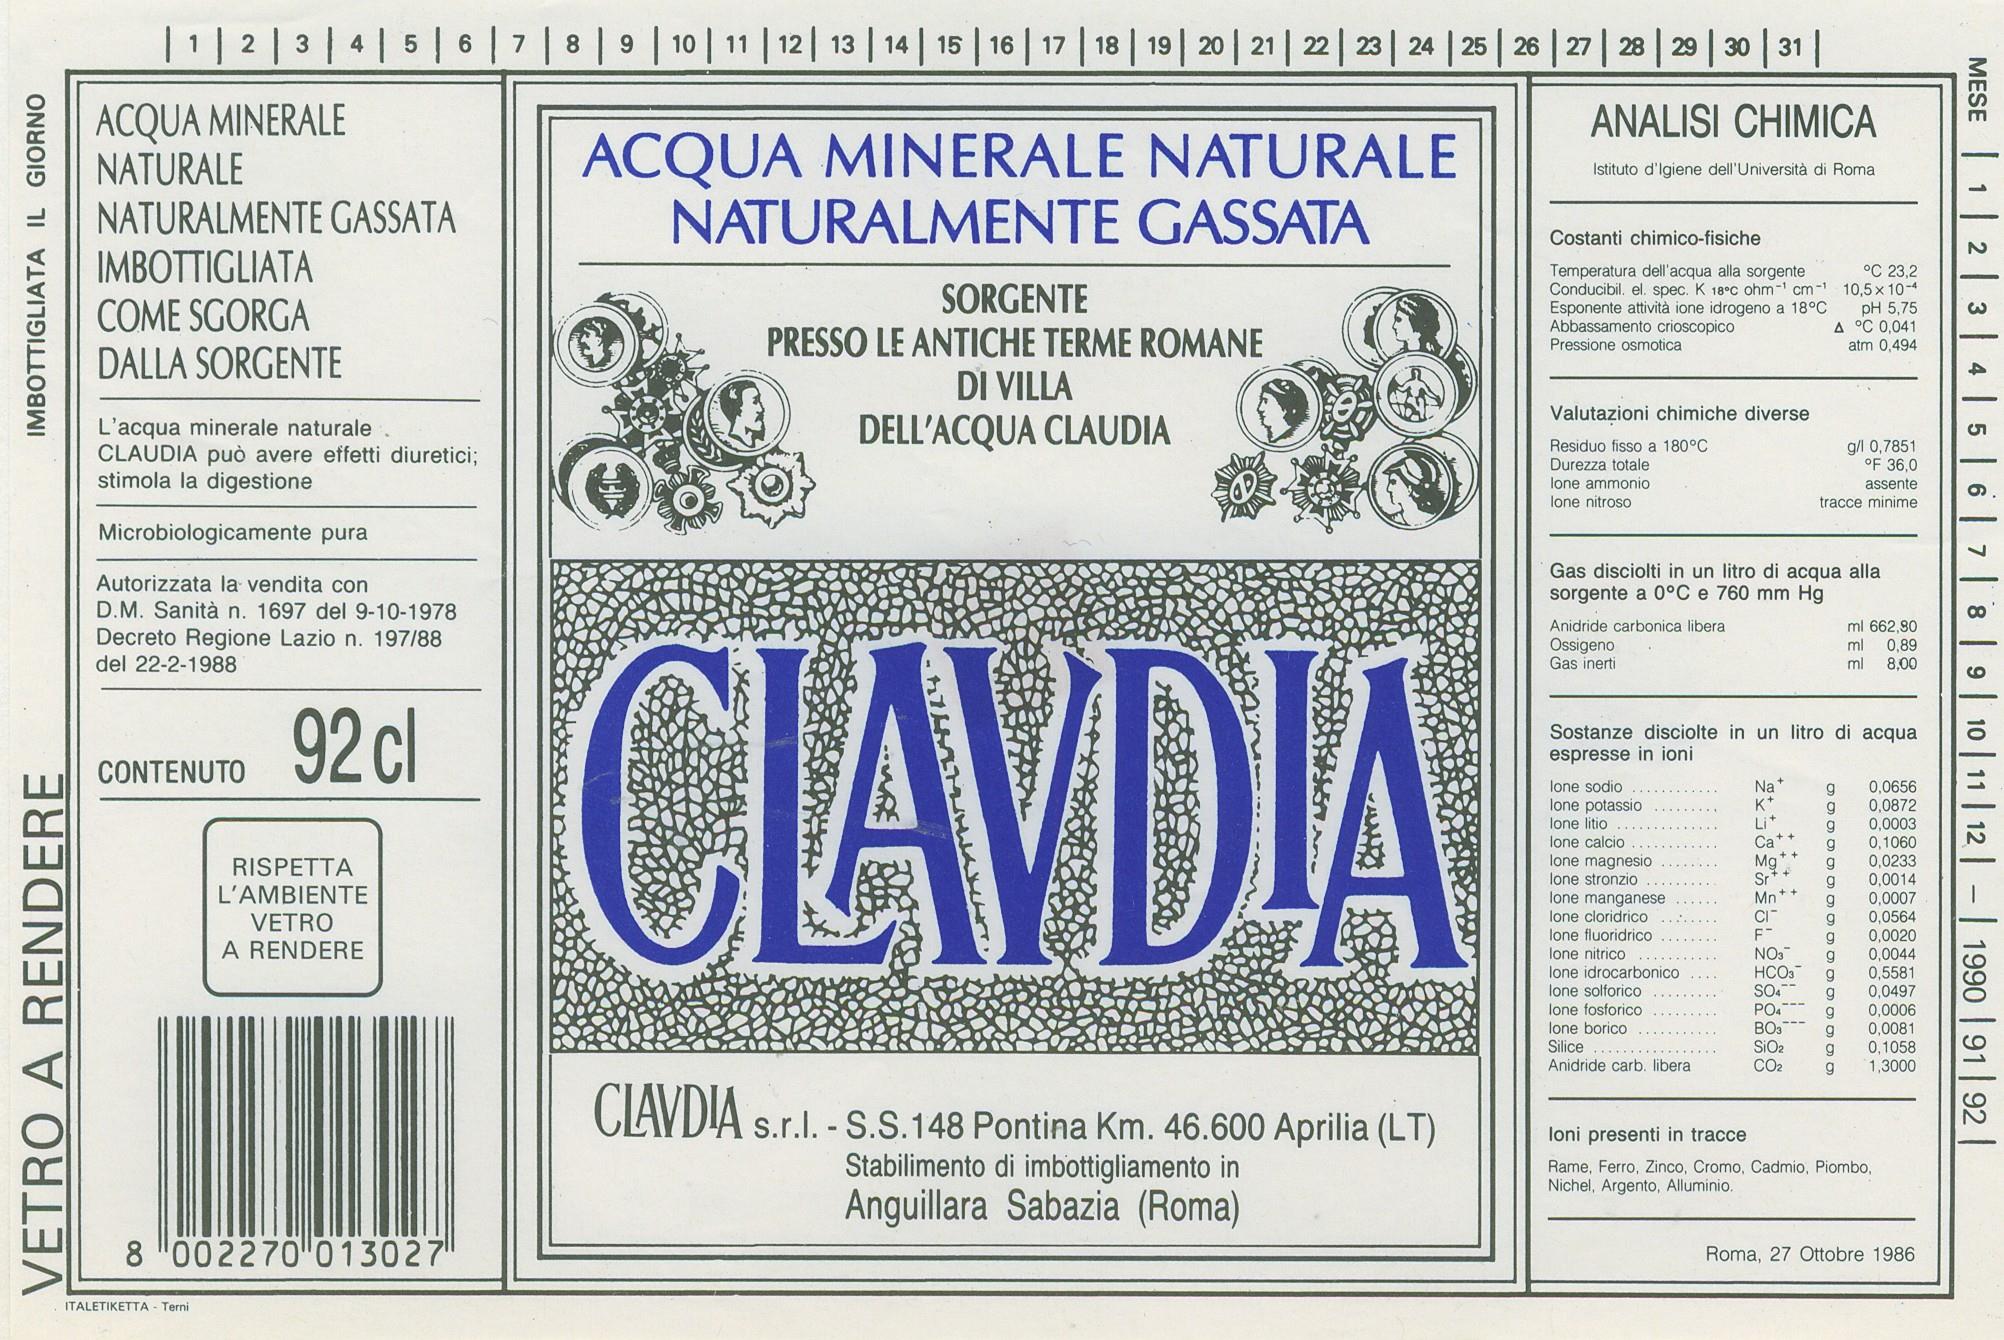 1 2 3 4 5 6 7 8 9 10 11 12 13 14 15 16 17 18 19 20 21 22 23 24 25 26 27 28 29 30 31
IMBOTTIGLIATA IL GIORNO
VETRO A RENDERE
ACQUA MINERALE
NATURALE
NATURALMENTE GASSATA
IMBOTTIGLIATA
COME SGORGA
DALLA SORGENTE
L'acqua minerale naturale
CLAUDIA può avere effetti diuretici;
stimola la digestione
Microbiologicamente pura
Autorizzata la vendita con
D.M. Sanità n. 1697 del 9-10-1978
Decreto Regione Lazio n. 197/88
del 22-2-1988
CONTENUTO 92 cl
RISPETTA
L'AMBIENTE
VETRO
A RENDERE
8 002270 013027
ITALETIKETTA - Terni
ACQUA MINERALE NATURALE
NATURALMENTE GASSATA
SORGENTE
PRESSO LE ANTICHE TERME ROMANE
DI VILLA
DELL'ACQUA CLAUDIA
CLAVDIA
CLAVDIA s.r.l. - S.S. 148 Pontina Km. 46.600 Aprilia (LT)
Stabilimento di imbottigliamento in
Anguillara Sabazia (Roma)
ANALISI CHIMICA
Istituto d'Igiene dell'Università di Roma
Costanti chimico-fisiche
Temperatura dell'acqua alla sorgente °C 23,2
Conducibil. el. spec. K 18°C ohm⁻¹ cm⁻¹ 10,5×10⁻⁴
Esponente attività ione idrogeno a 18°C pH 5,75
Abbassamento crioscopico Δ °C 0,041
Pressione osmotica atm 0,494
Valutazioni chimiche diverse
Residuo fisso a 180°C g/l 0,7851
Durezza totale °F 36,0
Ione ammonio assente
Ione nitroso tracce minime
Gas disciolti in un litro di acqua alla
sorgente a 0°C e 760 mm Hg
Anidride carbonica libera ml 662,80
Ossigeno ml 0,89
Gas inerti ml 8,00
Sostanze disciolte in un litro di acqua
espresse in ioni
Ione sodio ............ Na⁺ g 0,0656
Ione potassio ......... K⁺ g 0,0872
Ione litio .............. Li⁺ g 0,0003
Ione calcio ............ Ca⁺⁺ g 0,1060
Ione magnesio ........ Mg⁺⁺ g 0,0233
Ione stronzio .......... Sr⁺⁺ g 0,0014
Ione manganese ...... Mn⁺⁺ g 0,0007
Ione cloridrico ........ Cl⁻ g 0,0564
Ione fluoridrico ........ F⁻ g 0,0020
Ione nitrico ........... NO₃⁻ g 0,0044
Ione idrocarbonico .... HCO₃⁻ g 0,5581
Ione solforico ......... SO₄⁻⁻ g 0,0497
Ione fosforico ......... PO₄⁻⁻⁻ g 0,0006
Ione borico ........... BO₃⁻⁻⁻ g 0,0081
Silice ................. SiO₂ g 0,1058
Anidride carb. libera CO₂ g 1,3000
Ioni presenti in tracce
Rame, Ferro, Zinco, Cromo, Cadmio, Piombo,
Nichel, Argento, Alluminio.
Roma, 27 Ottobre 1986
MESE 1 2 3 4 5 6 7 8 9 10 11 12 – 1990 91 92